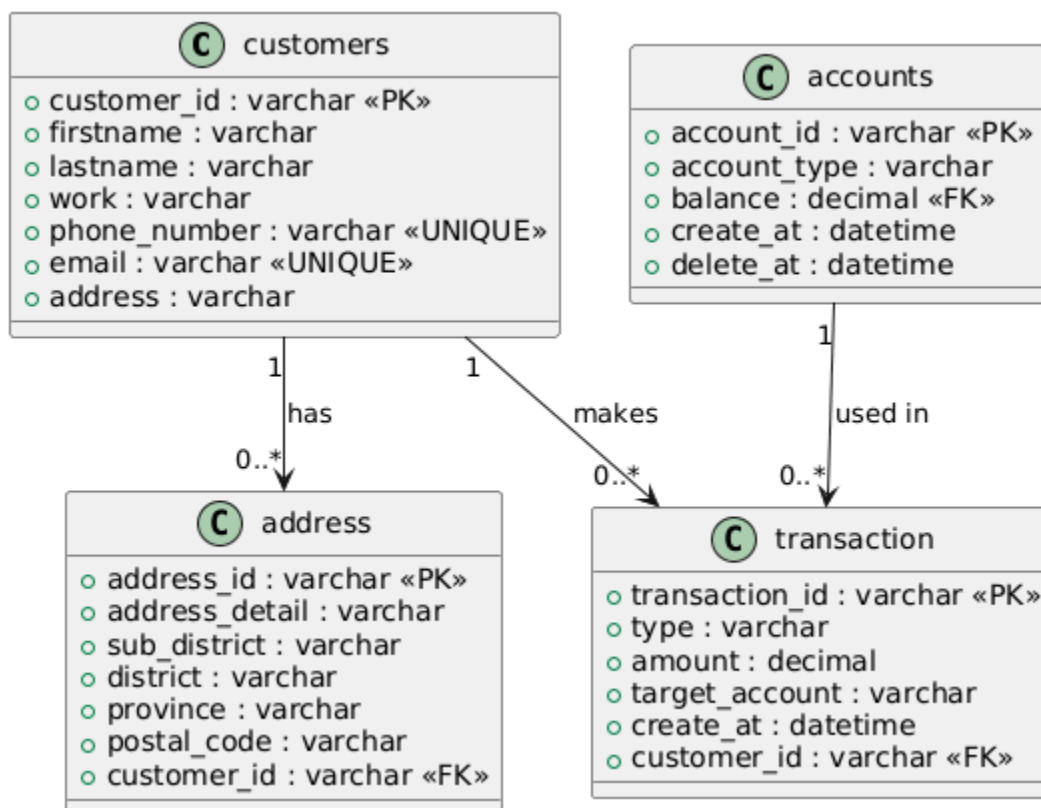 C customers
customer_id : varchar «PK»
firstname : varchar
lastname : varchar
work : varchar
phone_number : varchar «UNIQUE»
email : varchar «UNIQUE»
address : varchar
C accounts
account_id : varchar «PK»
account_type : varchar
balance : decimal «FK»
create_at : datetime
delete_at : datetime
1
has
0..*
1
makes
0..*
1
used in
0..*
C address
address_id : varchar «PK»
address_detail : varchar
sub_district : varchar
district : varchar
province : varchar
postal_code : varchar
customer_id : varchar «FK»
C transaction
transaction_id : varchar «PK»
type : varchar
amount : decimal
target_account : varchar
create_at : datetime
customer_id : varchar «FK»